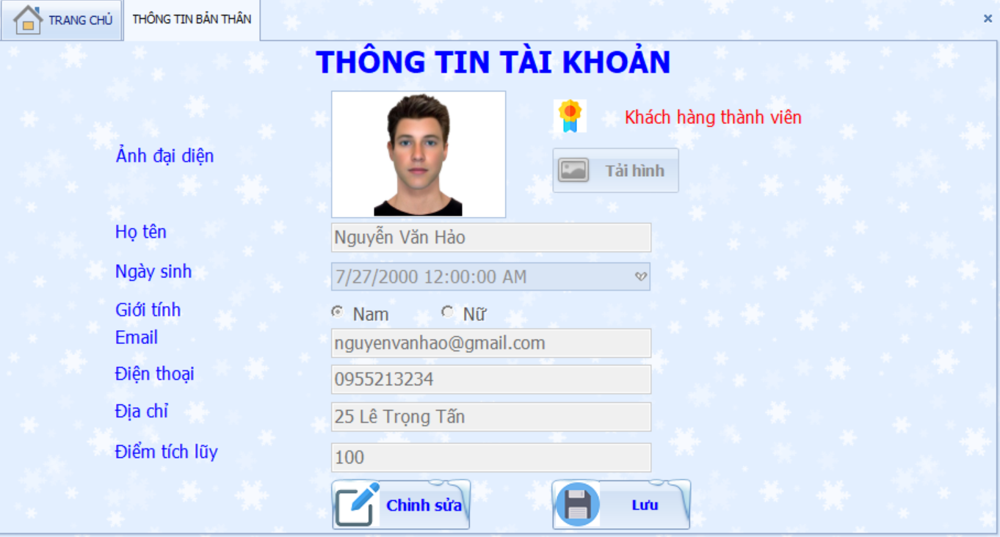 TRANG CHỦ
THÔNG TIN BẢN THÂN
THÔNG TIN TÀI KHOẢN
Ảnh đại diện
Khách hàng thành viên
Tải hình
Họ tên
Nguyễn Văn Hảo
Ngày sinh
7/27/2000 12:00:00 AM
Giới tính
Nam Nữ
Email
nguyenvanhao@gmail.com
Điện thoại
0955213234
Địa chỉ
25 Lê Trọng Tấn
Điểm tích lũy
100
Chỉnh sửa
Lưu